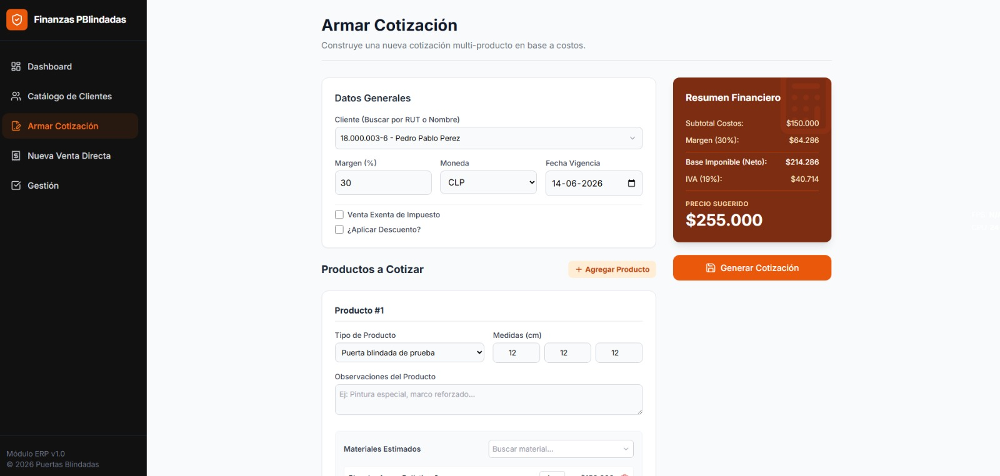 Finanzas PBlindadas
Dashboard
Catálogo de Clientes
Armar Cotización
Nueva Venta Directa
Gestión
Módulo ERP v1.0
© 2026 Puertas Blindadas
Armar Cotización
Construye una nueva cotización multi-producto en base a costos.
Datos Generales
Cliente (Buscar por RUT o Nombre)
18.000.003-6 - Pedro Pablo Perez
Margen (%) Moneda Fecha Vigencia
30 CLP 14-06-2026
Venta Exenta de Impuesto
¿Aplicar Descuento?
Productos a Cotizar
+ Agregar Producto
Producto #1
Tipo de Producto Medidas (cm)
Puerta blindada de prueba 12 12 12
Observaciones del Producto
Ej: Pintura especial, marco reforzado...
Materiales Estimados Buscar material...
Resumen Financiero
Subtotal Costos: $150.000
Margen (30%): $64.286
Base Imponible (Neto): $214.286
IVA (19%): $40.714
PRECIO SUGERIDO
$255.000
Generar Cotización